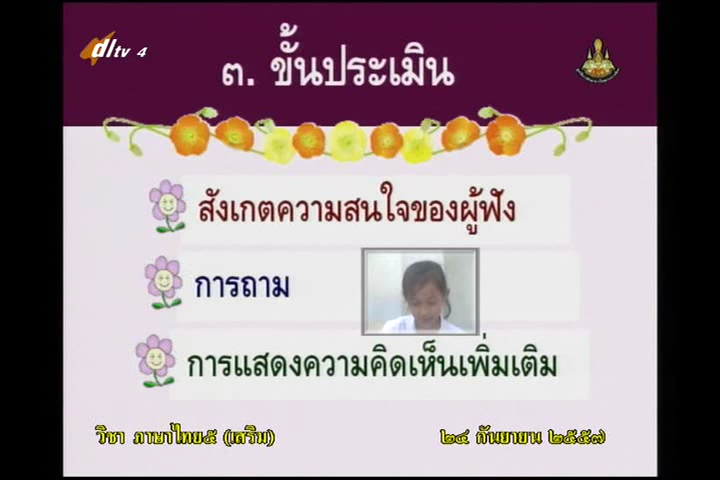 dltv 4
๓. ขั้นประเมิน
สังเกตความสนใจของผู้ฟัง
การถาม
การแสดงความคิดเห็นเพิ่มเติม
วิชา ภาษาไทย๕ (เสริม)
๒๔ กันยายน ๒๕๕๗